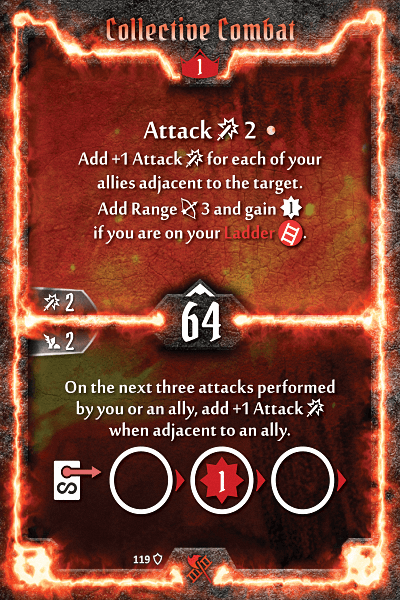 Collective Combat
1
Attack 2
Add +1 Attack for each of your
allies adjacent to the target.
Add Range 3 and gain
if you are on your Ladder.
2
64
2
On the next three attacks performed
by you or an ally, add +1 Attack
when adjacent to an ally.
1
119